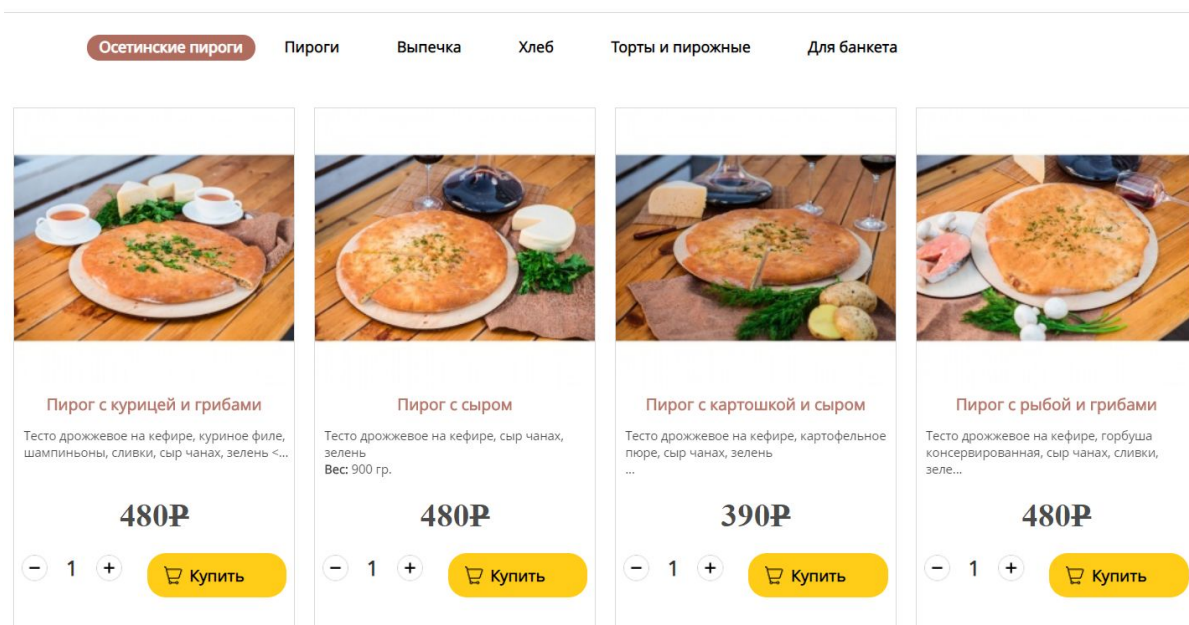 Осетинские пироги Пироги Выпечка Хлеб Торты и пирожные Для банкета
Пирог с курицей и грибами
Тесто дрожжевое на кефире, куриное филе,
шампиньоны, сливки, сыр чанах, зелень <...
480₽
− 1 + Купить
Пирог с сыром
Тесто дрожжевое на кефире, сыр чанах,
зелень
Вес: 900 гр.
480₽
− 1 + Купить
Пирог с картошкой и сыром
Тесто дрожжевое на кефире, картофельное
пюре, сыр чанах, зелень
...
390₽
− 1 + Купить
Пирог с рыбой и грибами
Тесто дрожжевое на кефире, горбуша
консервированная, сыр чанах, сливки,
зеле...
480₽
− 1 + Купить